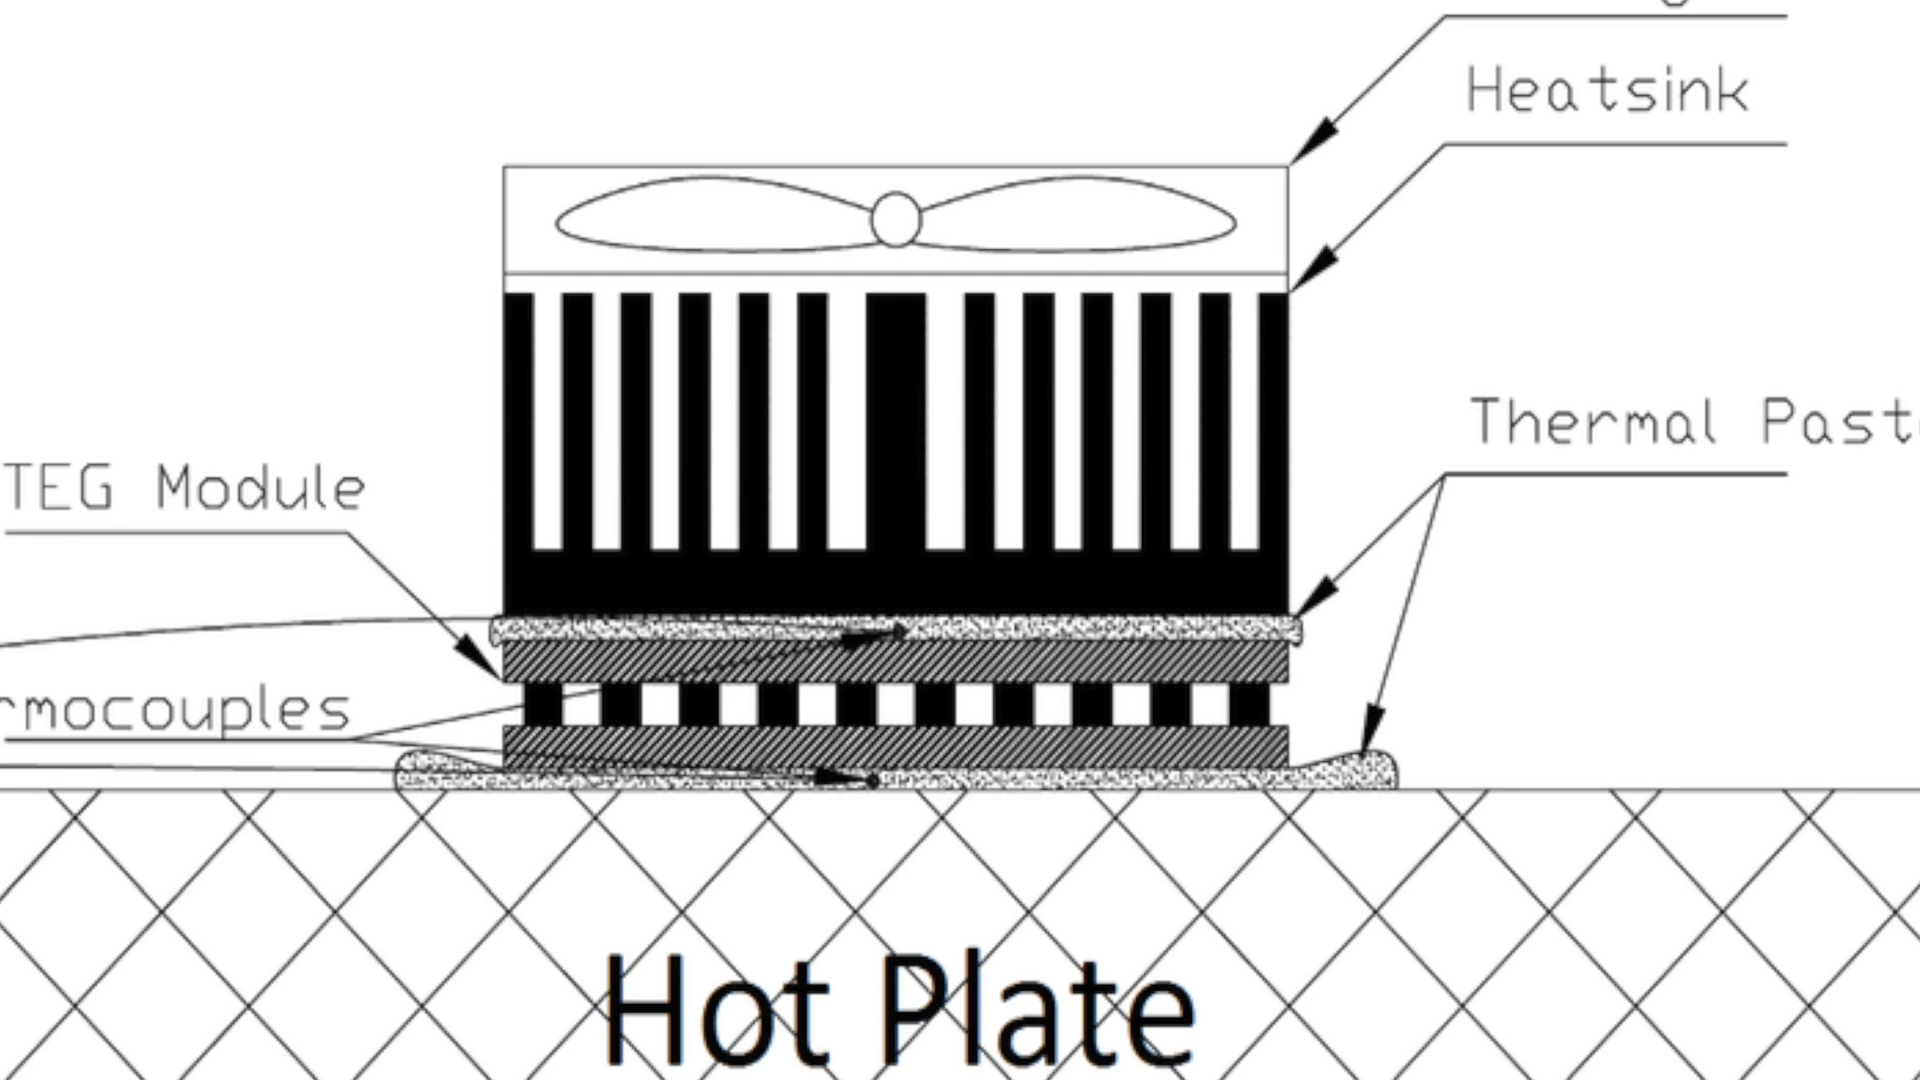 Heatsink
Thermal Past
TEG Module
rmocouples
Hot Plate